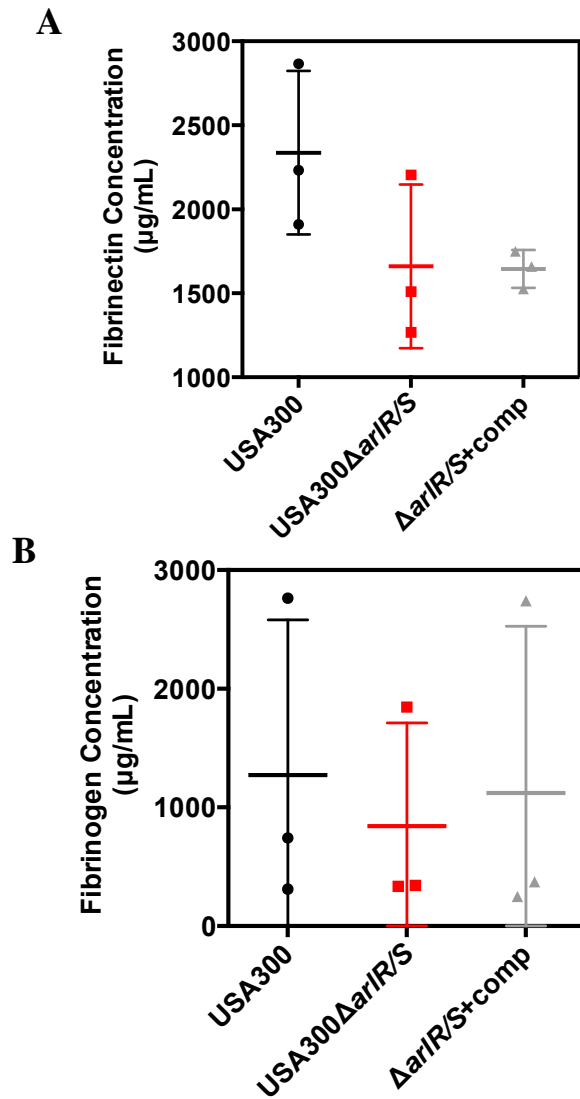 A
Fibrinectin Concentration
(µg/mL)
3000
2500
2000
1500
1000
USA300
USA300ΔarlR/S
ΔarlR/S+comp
B
Fibrinogen Concentration
(µg/mL)
3000
2000
1000
0
USA300
USA300ΔarlR/S
ΔarlR/S+comp